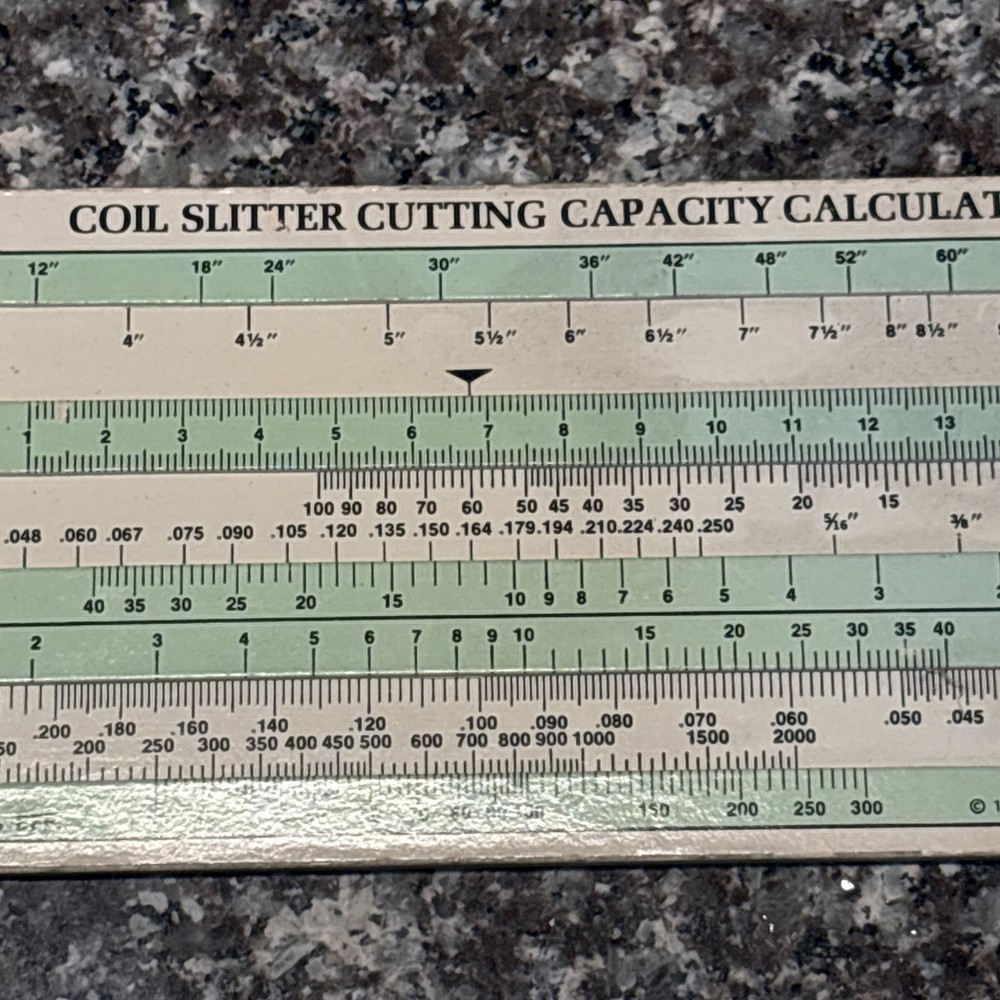 COIL SLITTER CUTTING CAPACITY CALCULAT
12″ 18″ 24″ 30″ 36″ 42″ 48″ 52″ 60″
4″ 4½″ 5″ 5½″ 6″ 6½″ 7″ 7½″ 8″ 8½″
1 2 3 4 5 6 7 8 9 10 11 12 13
100 90 80 70 60 50 45 40 35 30 25 20 15
.048 .060 .067 .075 .090 .105 .120 .135 .150 .164 .179 .194 .210 .224 .240 .250 5/16″ 3/8″
40 35 30 25 20 15 10 9 8 7 6 5 4 3
2 3 4 5 6 7 8 9 10 15 20 25 30 35 40
.200 .180 .160 .140 .120 .100 .090 .080 .070 .060 .050 .045
50 200 250 300 350 400 450 500 600 700 800 900 1000 1500 2000
150 200 250 300 © 1